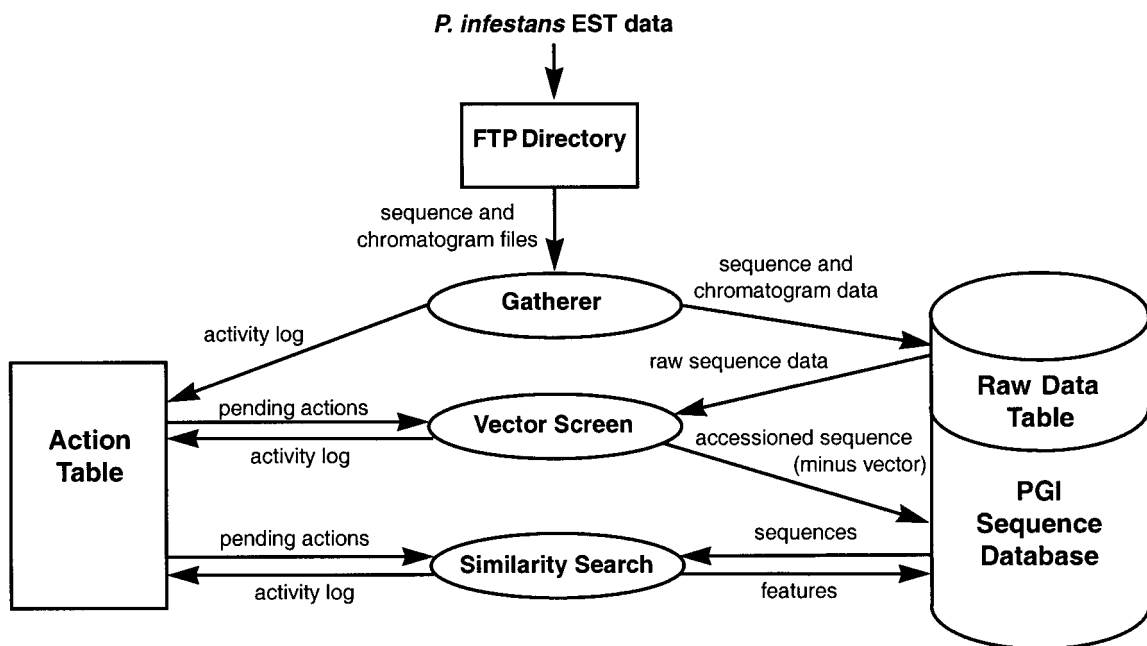 P. infestans EST data
FTP Directory
sequence and
chromatogram files
Gatherer
sequence and
chromatogram data
activity log
raw sequence data
Raw Data
Table
pending actions
Vector Screen
activity log
accessioned sequence
(minus vector)
Action
Table
PGI
Sequence
Database
pending actions
sequences
Similarity Search
activity log
features